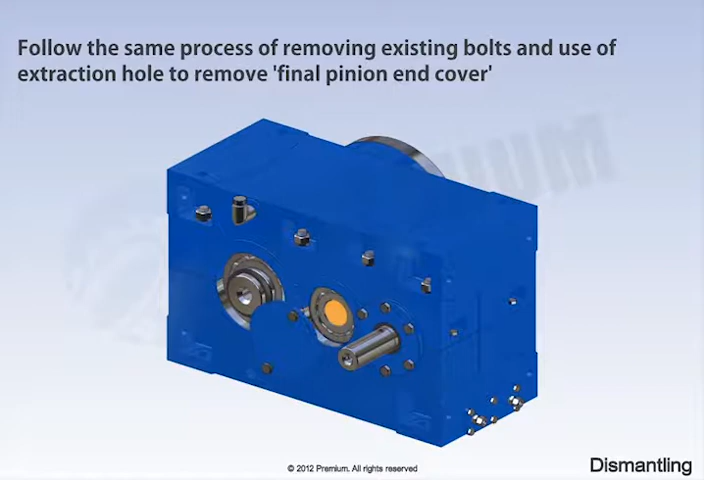 Follow the same process of removing existing bolts and use of
extraction hole to remove 'final pinion end cover'
© 2012 Premium. All rights reserved
Dismantling